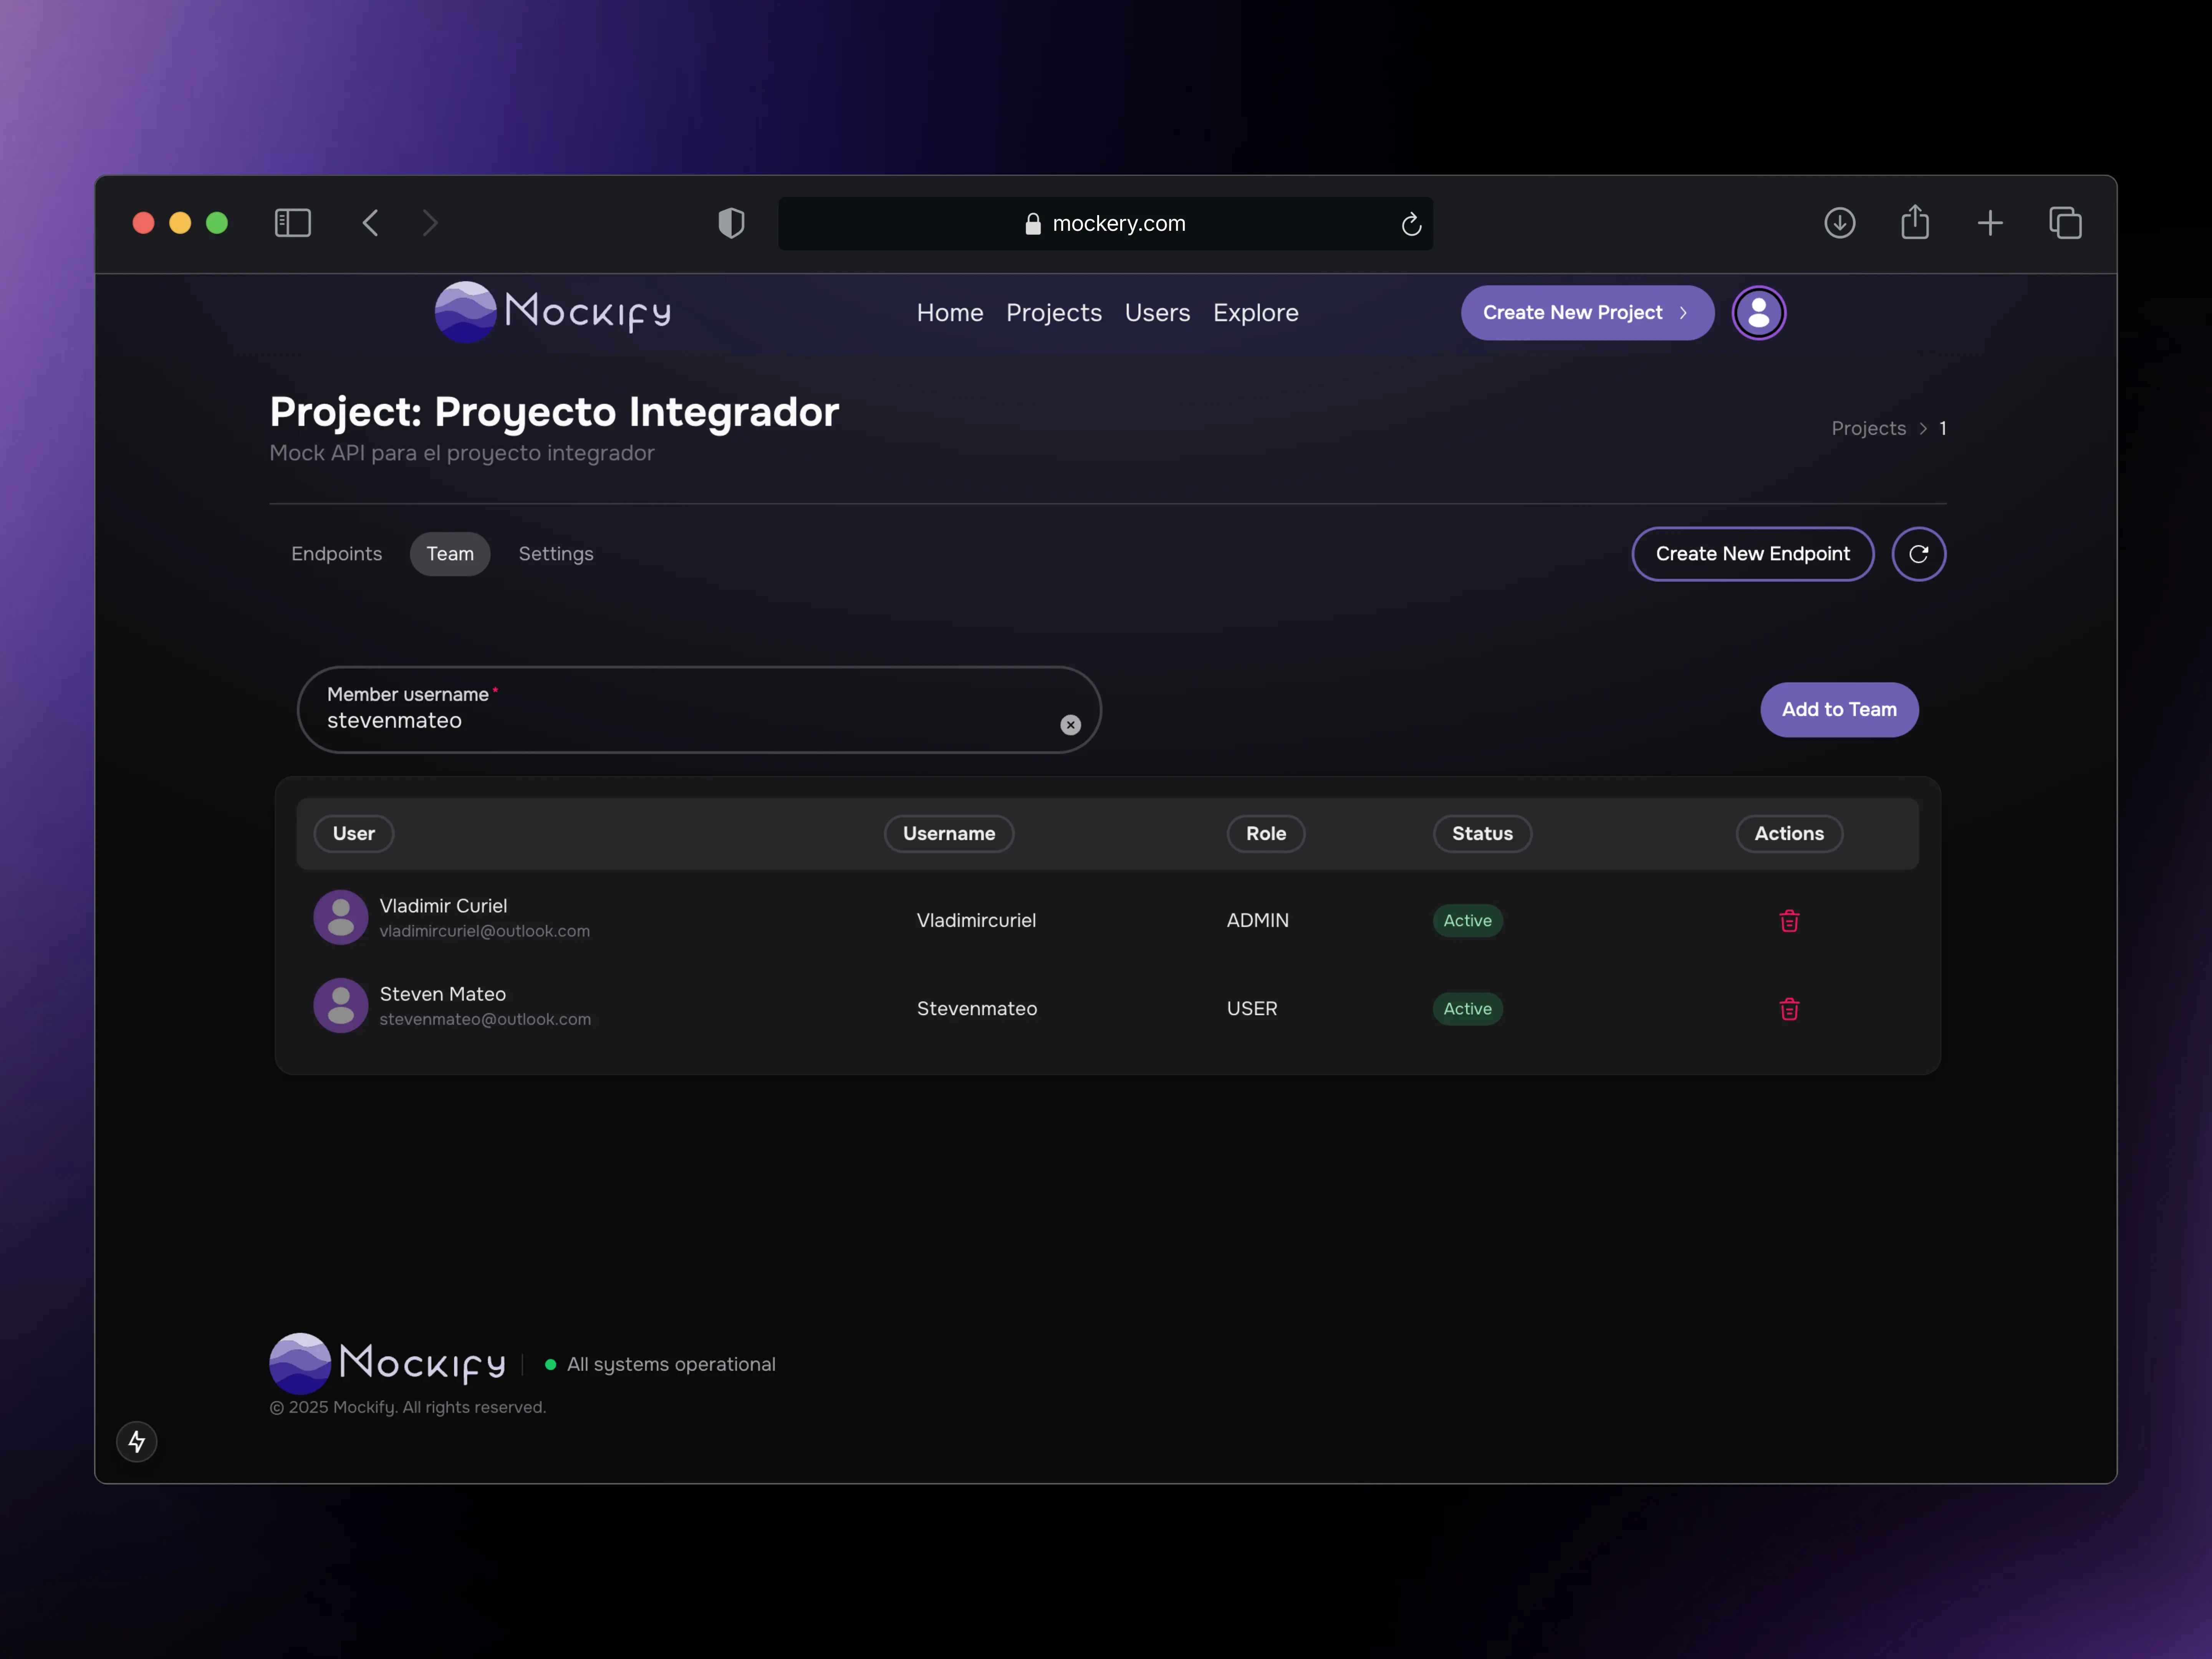 mockery.com
Mockify
Home Projects Users Explore
Create New Project
Project: Proyecto Integrador
Mock API para el proyecto integrador
Projects > 1
Endpoints Team Settings
Create New Endpoint
Member username*
stevenmateo
Add to Team
User Username Role Status Actions
Vladimir Curiel
vladimircuriel@outlook.com
Vladimircuriel ADMIN Active
Steven Mateo
stevenmateo@outlook.com
Stevenmateo USER Active
Mockify
All systems operational
© 2025 Mockify. All rights reserved.